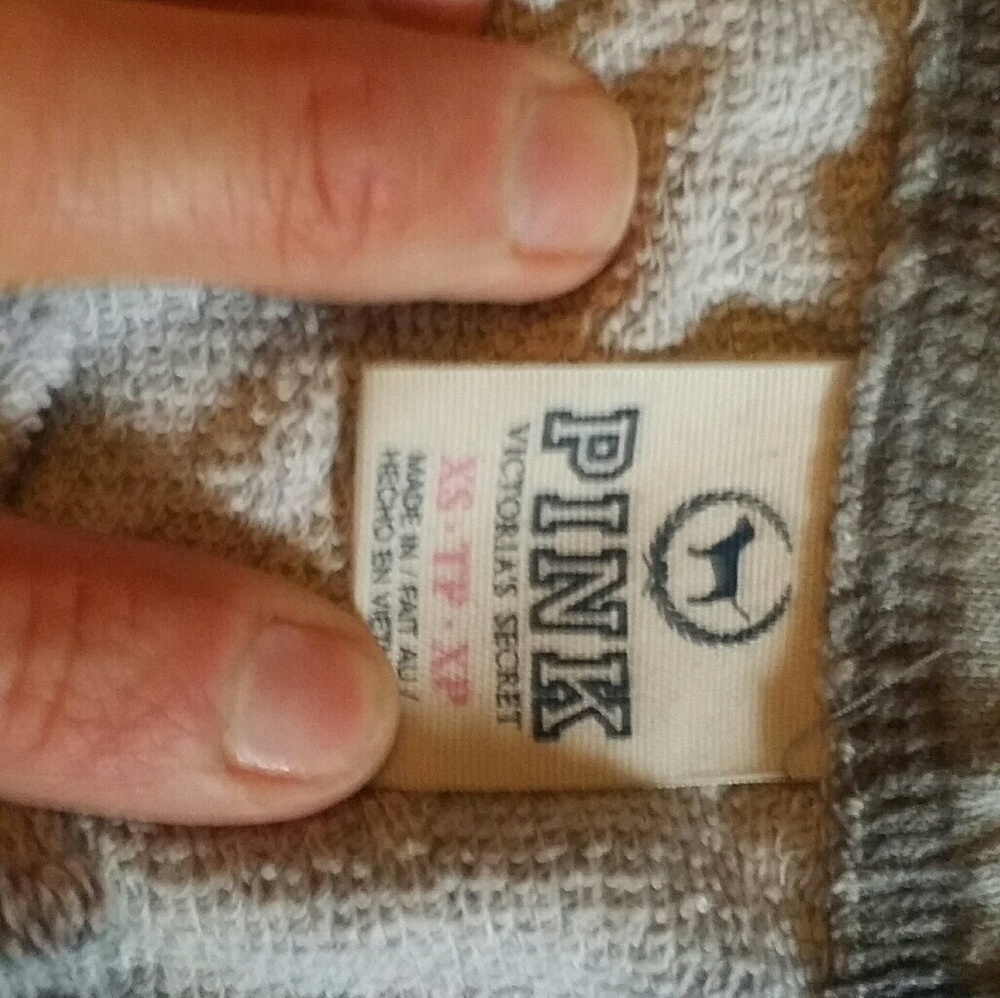 PINK
VICTORIA'S SECRET
XS · TP · XP
MADE IN / FAIT AU /
HECHO EN